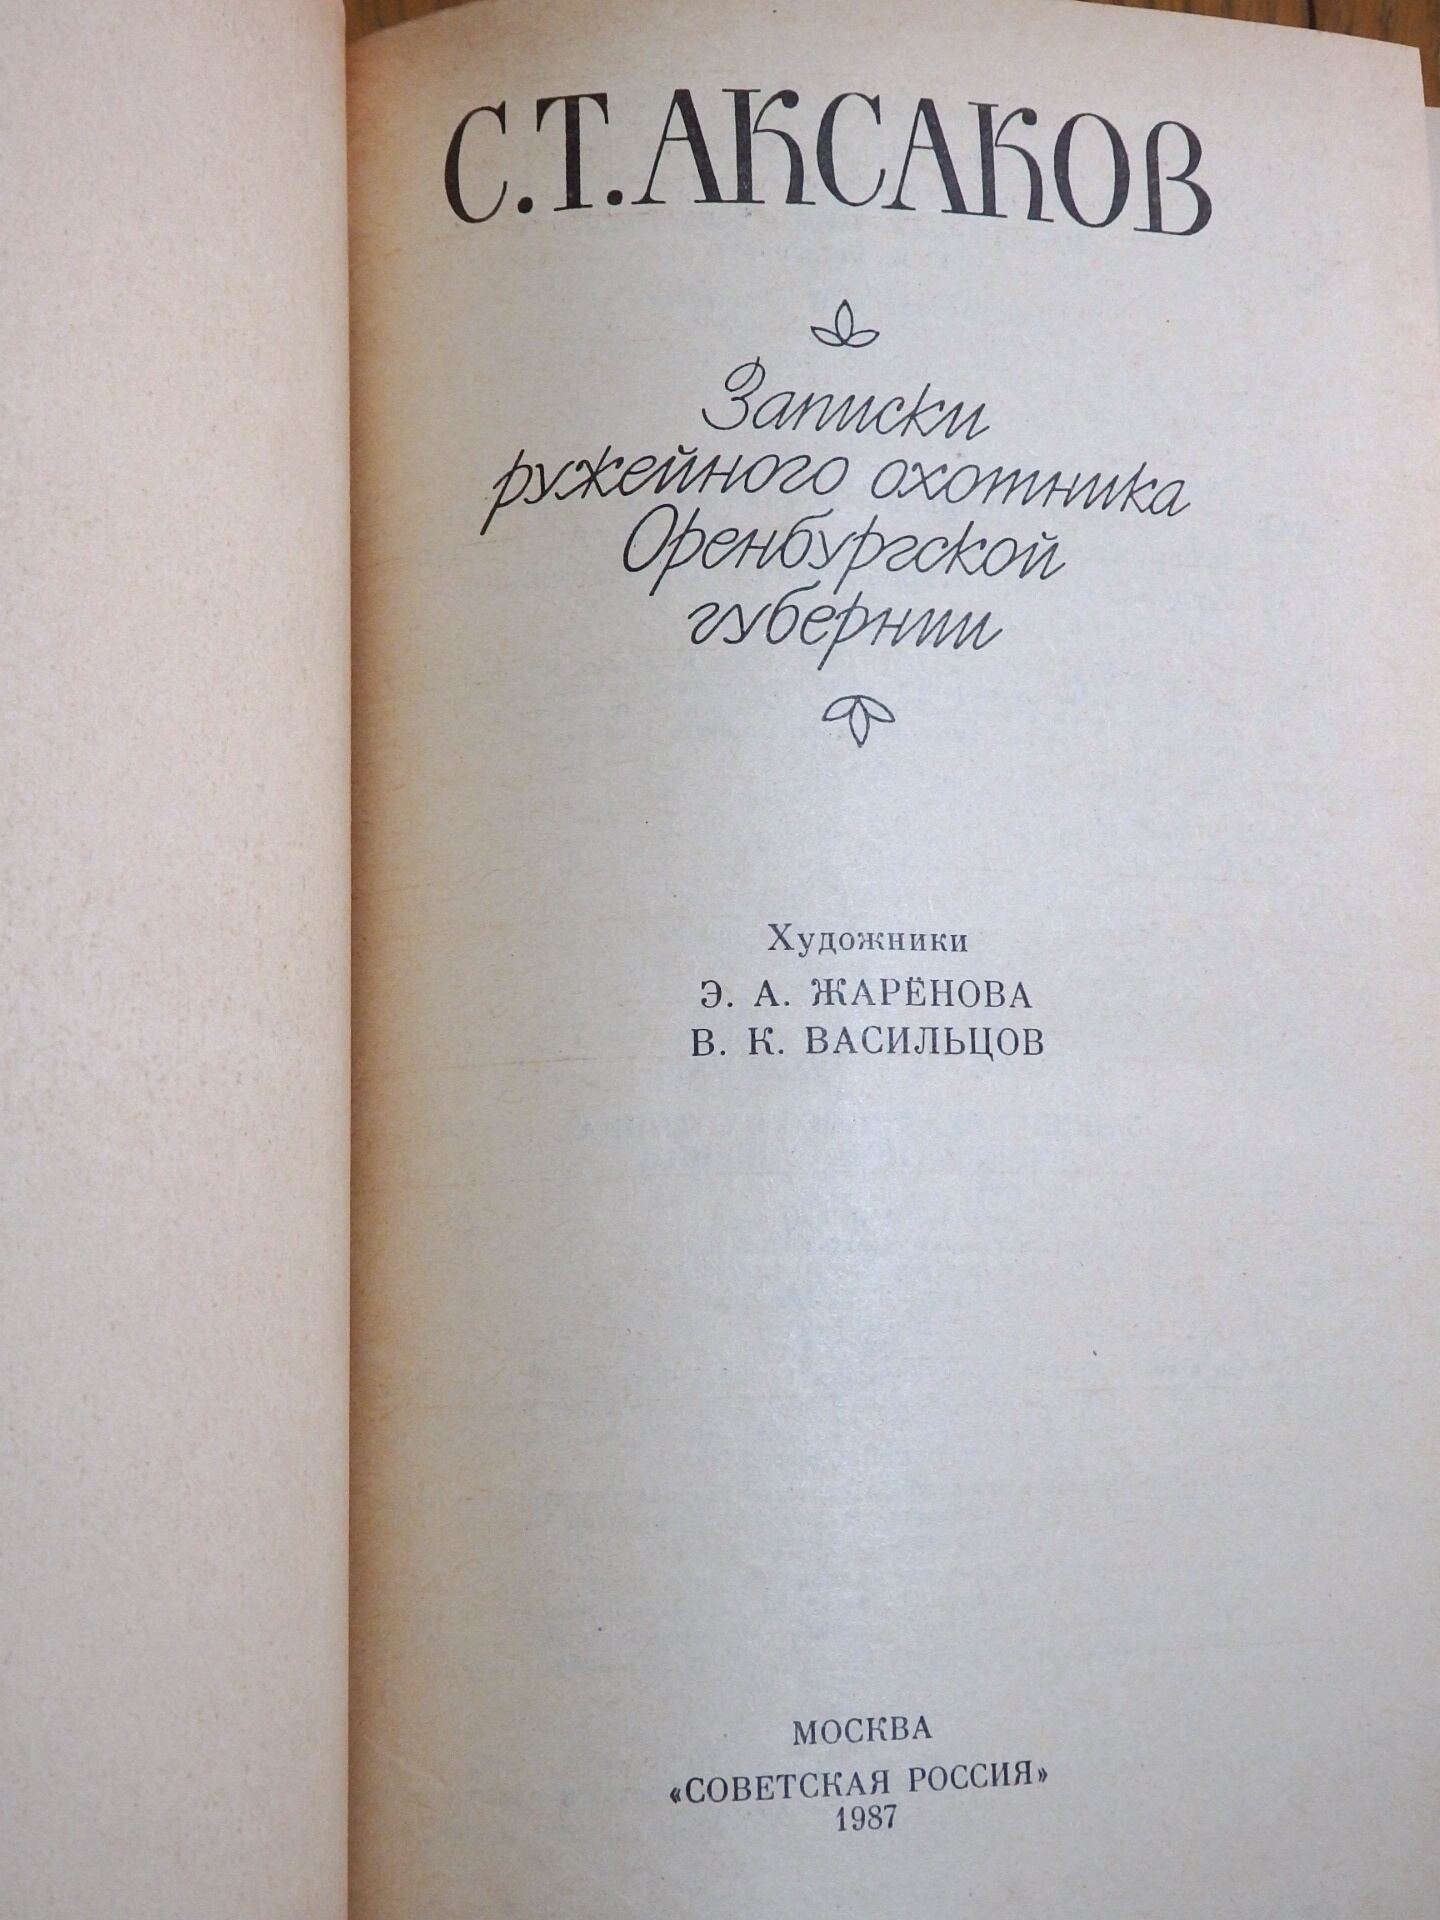 С.Т.АКСАКОВ
Записки
ружейного охотника
Оренбургской
губернии
Художники
Э. А. ЖАРЁНОВА
В. К. ВАСИЛЬЦОВ
МОСКВА
«СОВЕТСКАЯ РОССИЯ»
1987